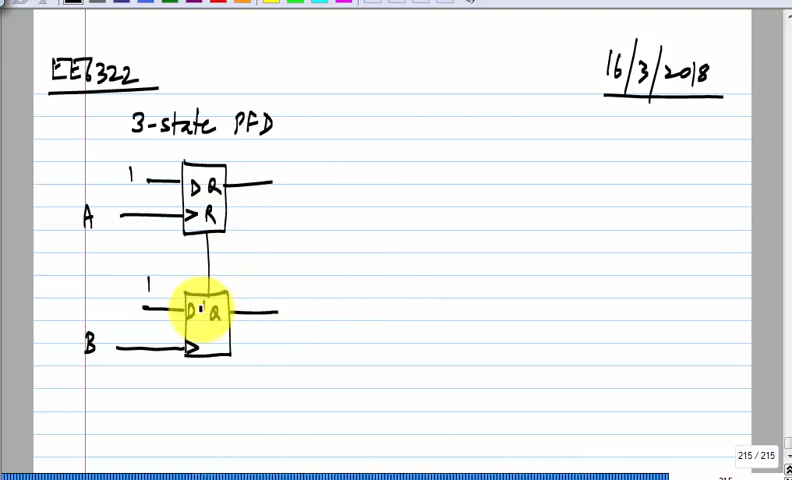 EE6322
16/3/2018
3-state PFD
1
D Q
A
> R
1
D Q
B
>
215 / 215